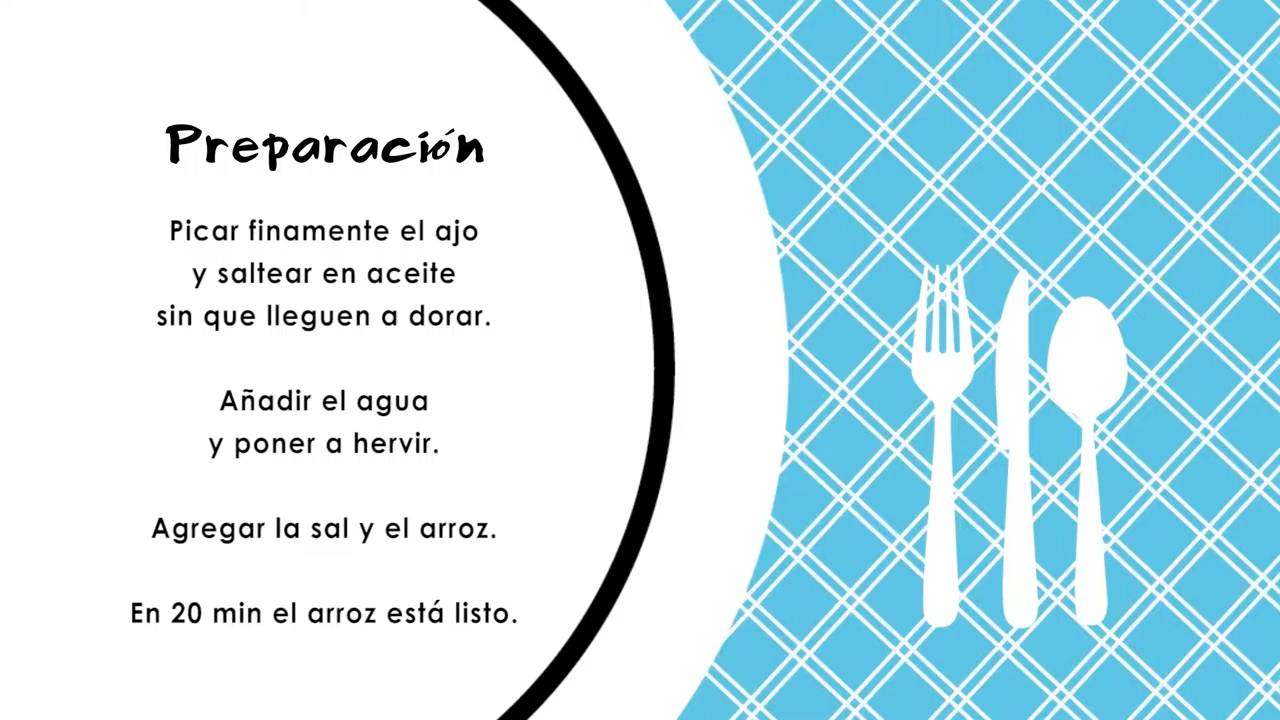 Preparación
Picar finamente el ajo
y saltear en aceite
sin que lleguen a dorar.
Añadir el agua
y poner a hervir.
Agregar la sal y el arroz.
En 20 min el arroz está listo.